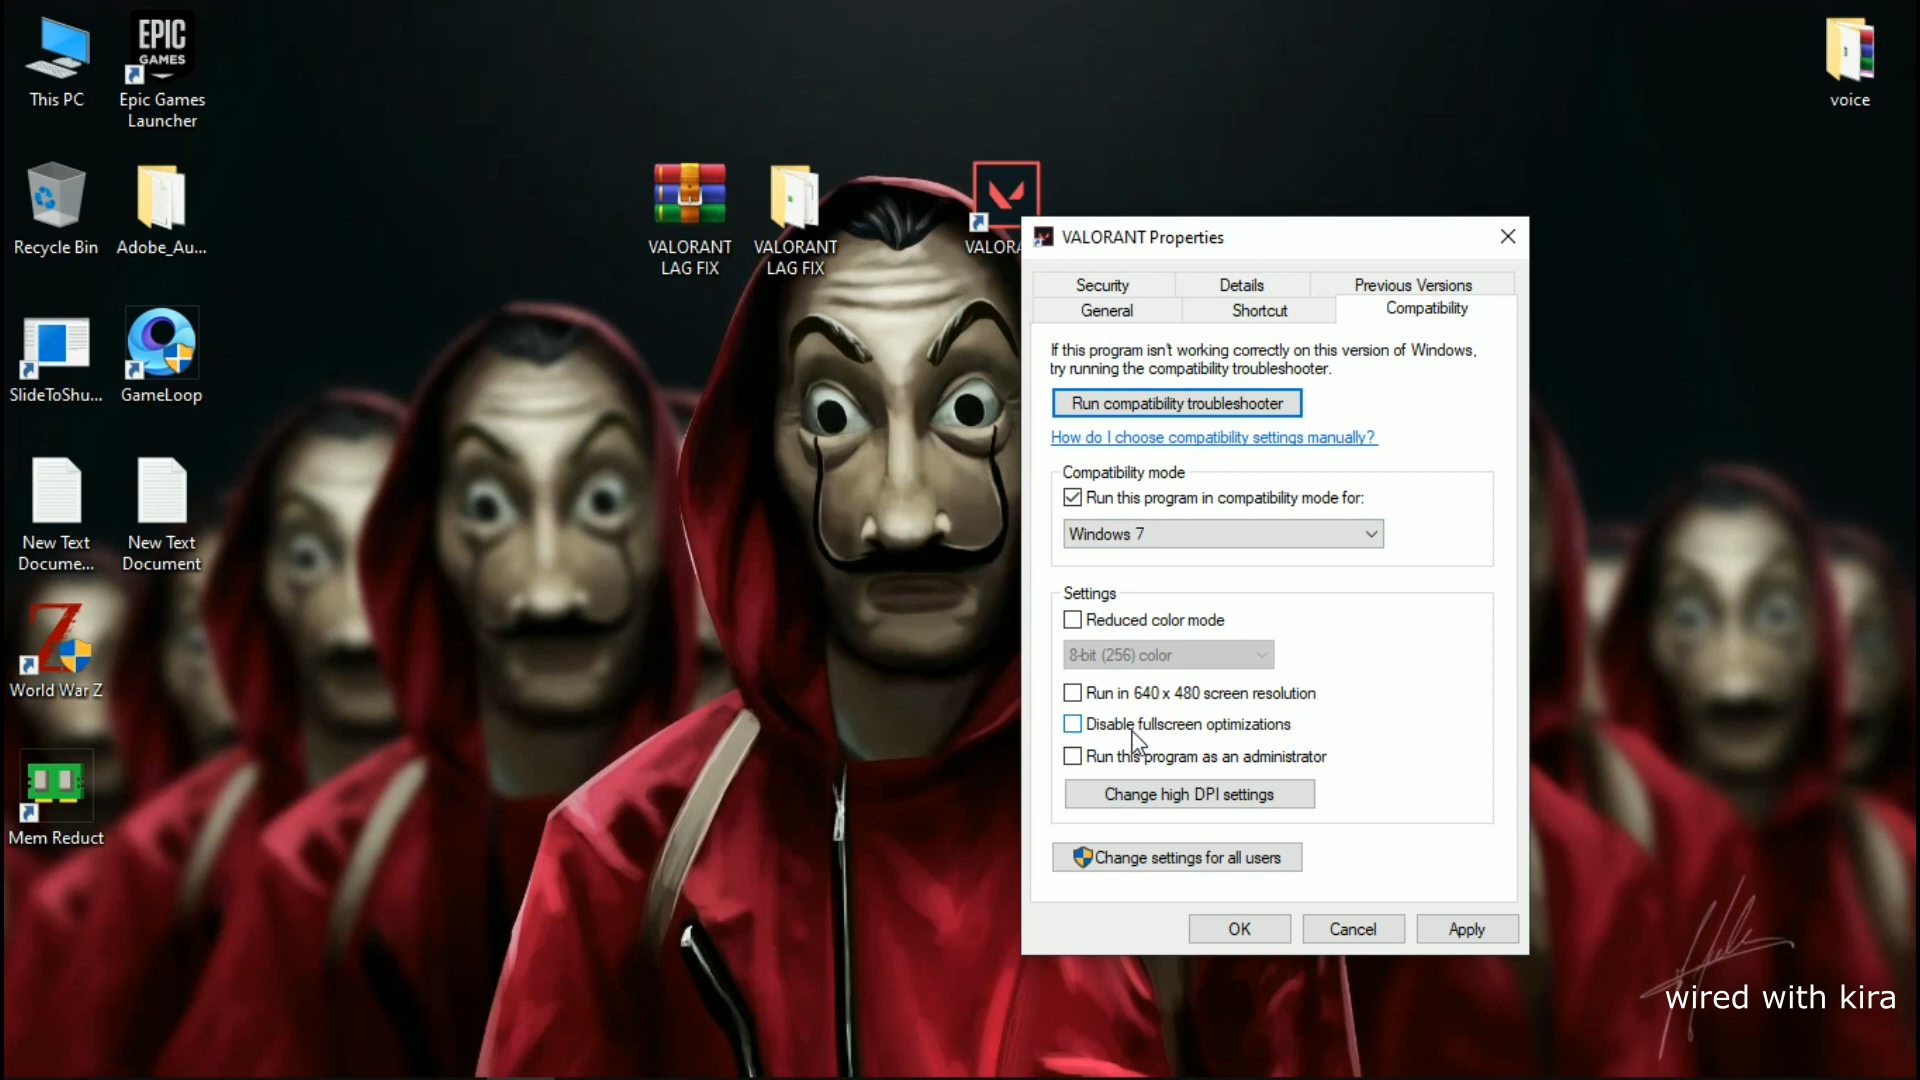 This PC
EPIC
GAMES
Epic Games
Launcher
voice
Recycle Bin
Adobe_Au...
VALORANT
LAG FIX
VALORANT
LAG FIX
VALORA
SlideToShu...
GameLoop
New Text
Docume...
New Text
Document
Z
World War Z
Mem Reduct
VALORANT Properties
Security
Details
Previous Versions
General
Shortcut
Compatibility
If this program isn't working correctly on this version of Windows,
try running the compatibility troubleshooter.
Run compatibility troubleshooter
How do I choose compatibility settings manually?
Compatibility mode
Run this program in compatibility mode for:
Windows 7
Settings
Reduced color mode
8-bit (256) color
Run in 640 x 480 screen resolution
Disable fullscreen optimizations
Run this program as an administrator
Change high DPI settings
Change settings for all users
OK
Cancel
Apply
wired with kira